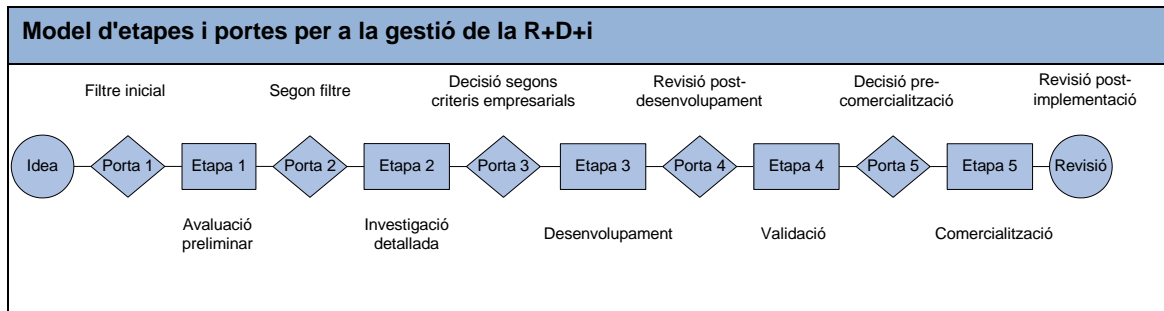 Model d'etapes i portes per a la gestió de la R+D+i
Filtre inicial
Segon filtre
Decisió segons
criteris empresarials
Revisió post-
desenvolupament
Decisió pre-
comercialització
Revisió post-
implementació
Idea
Porta 1
Etapa 1
Porta 2
Etapa 2
Porta 3
Etapa 3
Porta 4
Etapa 4
Porta 5
Etapa 5
Revisió
Avaluació
preliminar
Investigació
detallada
Desenvolupament
Validació
Comercialització